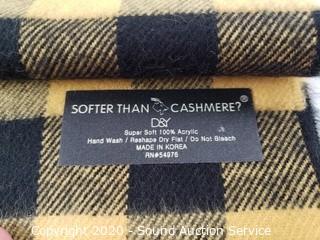 SOFTER THAN CASHMERE?®
D&Y
Super Soft 100% Acrylic
Hand Wash / Reshape Dry Flat / Do Not Bleach
MADE IN KOREA
RN#54976
Copyright 2020 - Sound Auction Service